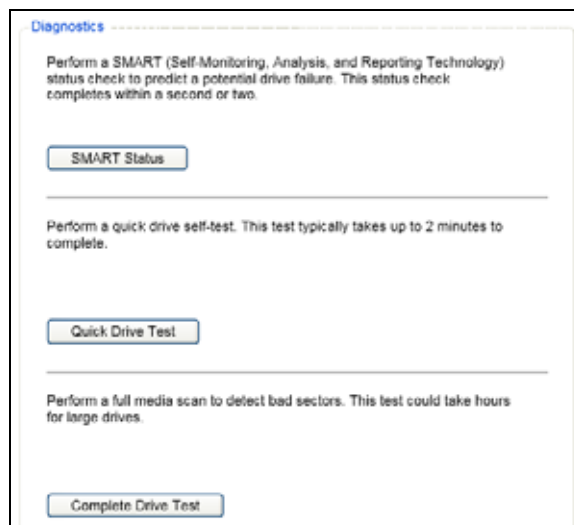 Diagnostics
Perform a SMART (Self-Monitoring, Analysis, and Reporting Technology)
status check to predict a potential drive failure. This status check
completes within a second or two.
SMART Status
Perform a quick drive self-test. This test typically takes up to 2 minutes to
complete.
Quick Drive Test
Perform a full media scan to detect bad sectors. This test could take hours
for large drives.
Complete Drive Test